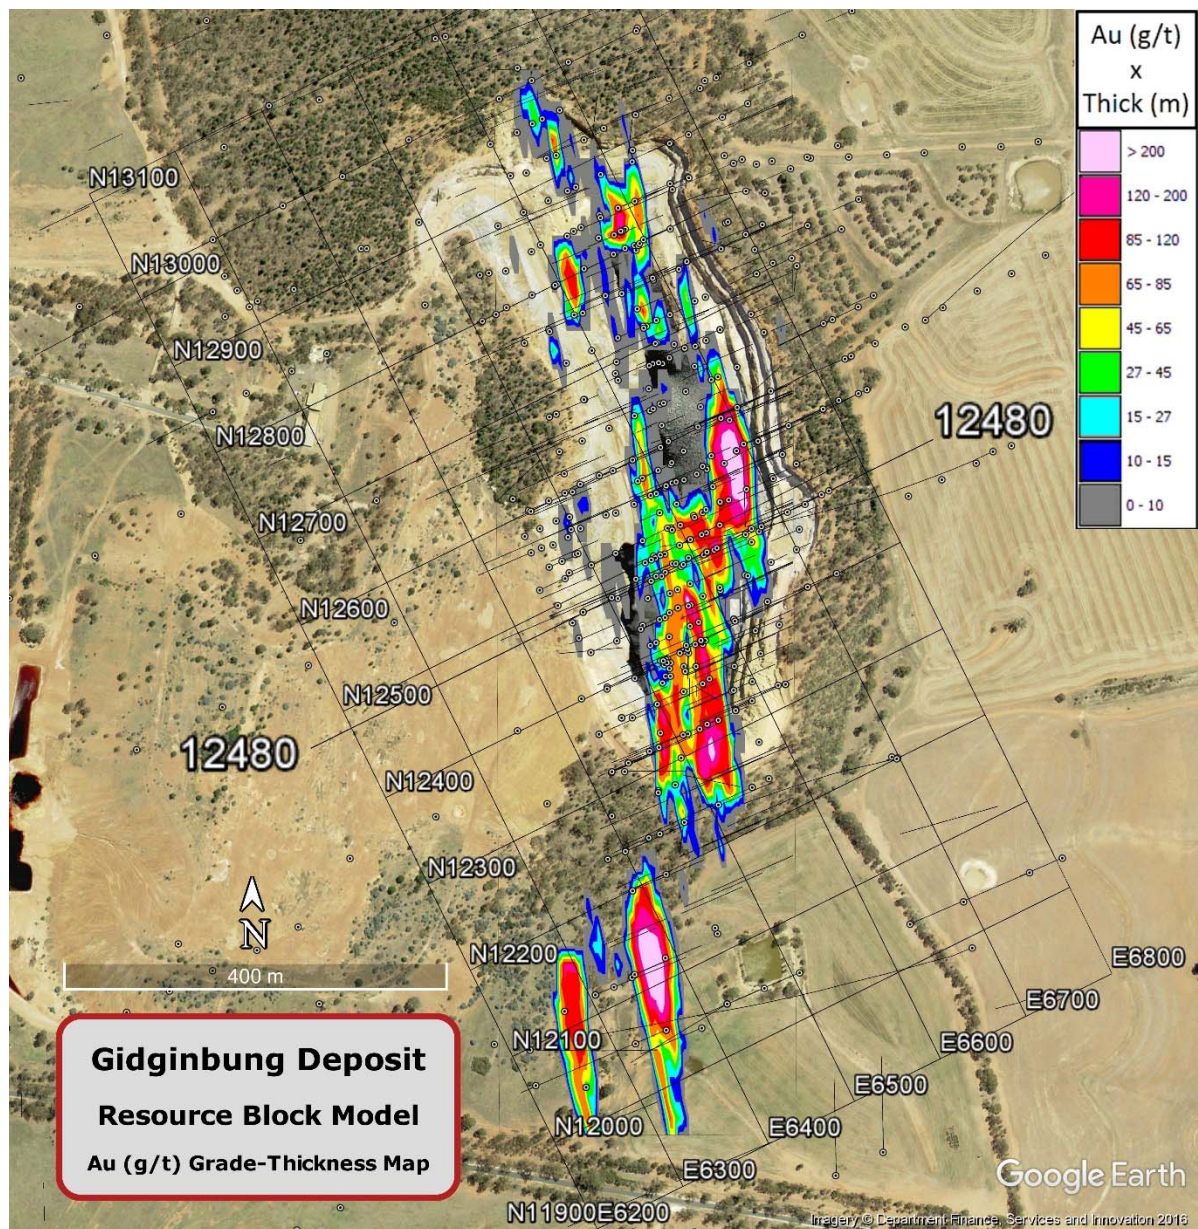 Au (g/t)
x
Thick (m)
> 200
120 - 200
85 - 120
65 - 85
45 - 65
27 - 45
15 - 27
10 - 15
0 - 10
N13100
N13000
N12900
N12800
N12700
N12600
N12500
N12400
N12300
N12200
N12100
N12000
N11900
E6200
E6300
E6400
E6500
E6600
E6700
E6800
12480
12480
N
400 m
Gidginbung Deposit
Resource Block Model
Au (g/t) Grade-Thickness Map
Google Earth
Imagery © Department Finance, Services and Innovation 2016